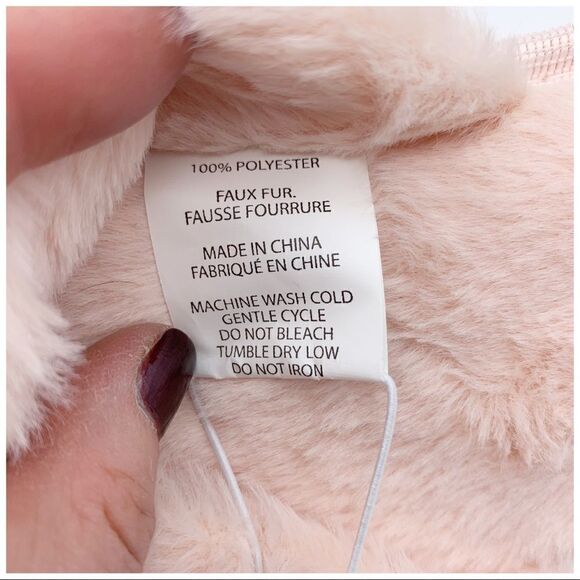 100% POLYESTER
FAUX FUR.
FAUSSE FOURRURE
MADE IN CHINA
FABRIQUÉ EN CHINE
MACHINE WASH COLD
GENTLE CYCLE
DO NOT BLEACH
TUMBLE DRY LOW
DO NOT IRON